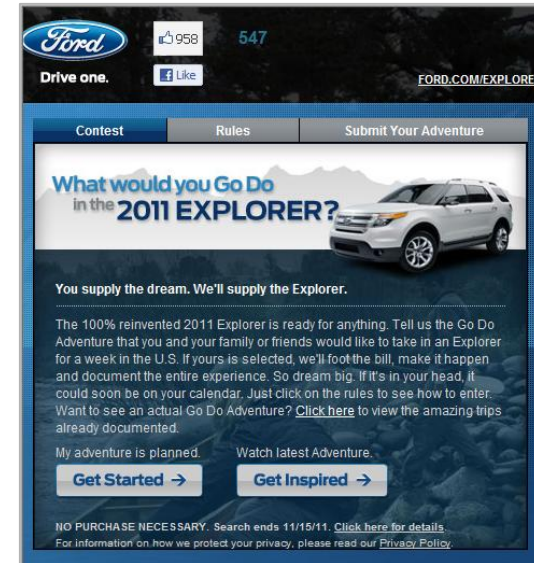 Ford
958
547
Drive one.
Like
FORD.COM/EXPLORE
Contest
Rules
Submit Your Adventure
What would you Go Do
in the 2011 EXPLORER?
You supply the dream. We'll supply the Explorer.
The 100% reinvented 2011 Explorer is ready for anything. Tell us the Go Do
Adventure that you and your family or friends would like to take in an Explorer
for a week in the U.S. If yours is selected, we'll foot the bill, make it happen
and document the entire experience. So dream big. If it's in your head, it
could soon be on your calendar. Just click on the rules to see how to enter.
Want to see an actual Go Do Adventure? Click here to view the amazing trips
already documented.
My adventure is planned.
Watch latest Adventure.
Get Started →
Get Inspired →
NO PURCHASE NECESSARY. Search ends 11/15/11. Click here for details.
For information on how we protect your privacy, please read our Privacy Policy.